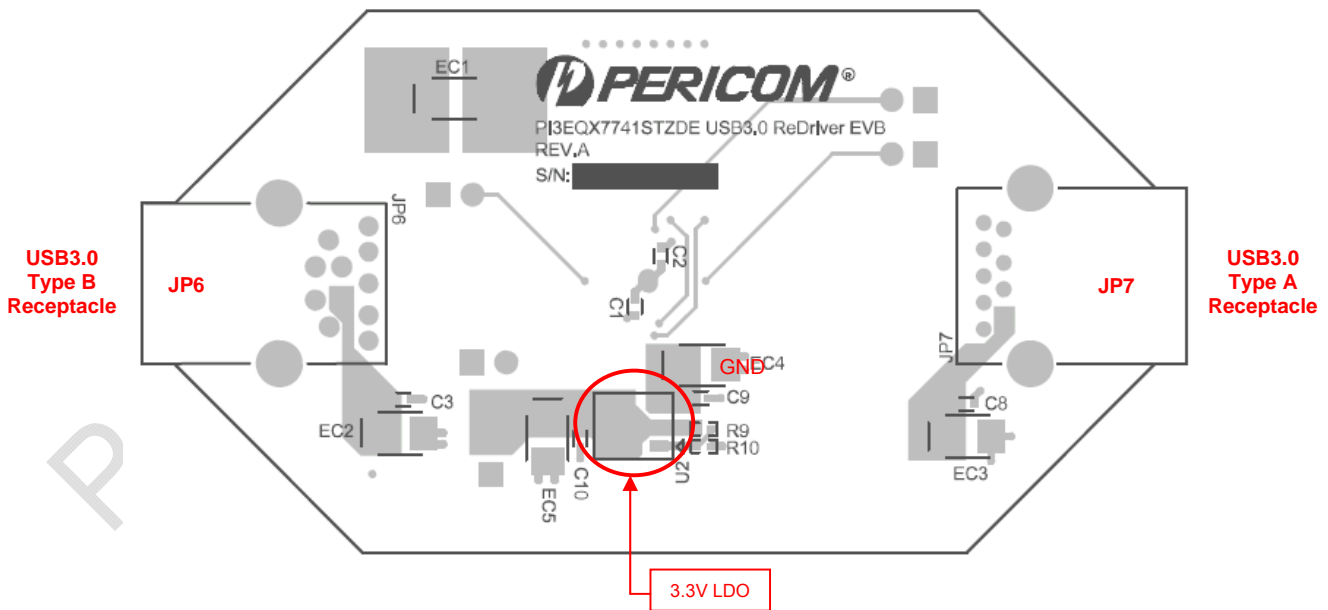 EC1
PERICOM®
PI3EQX7741STZDE USB3.0 ReDriver EVB
REV.A
S/N:
JP6
USB3.0
Type B
Receptacle
JP6
C2
C1
JP7
USB3.0
Type A
Receptacle
JP7
GND
EC4
C3
EC2
C9
R9
R10
U2
C10
EC5
C8
EC3
P
3.3V LDO